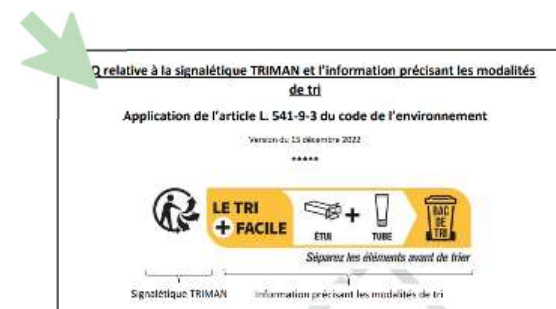 Q relative à la signalétique TRIMAN et l'information précisant les modalités
de tri
Application de l'article L. 541-9-3 du code de l'environnement
Version du 15 décembre 2022
*****
LE TRI
+ FACILE
ÉTUI
+
TUBE
BAC
DE
TRI
Séparez les éléments avant de trier
Signalétique TRIMAN
Information précisant les modalités de tri